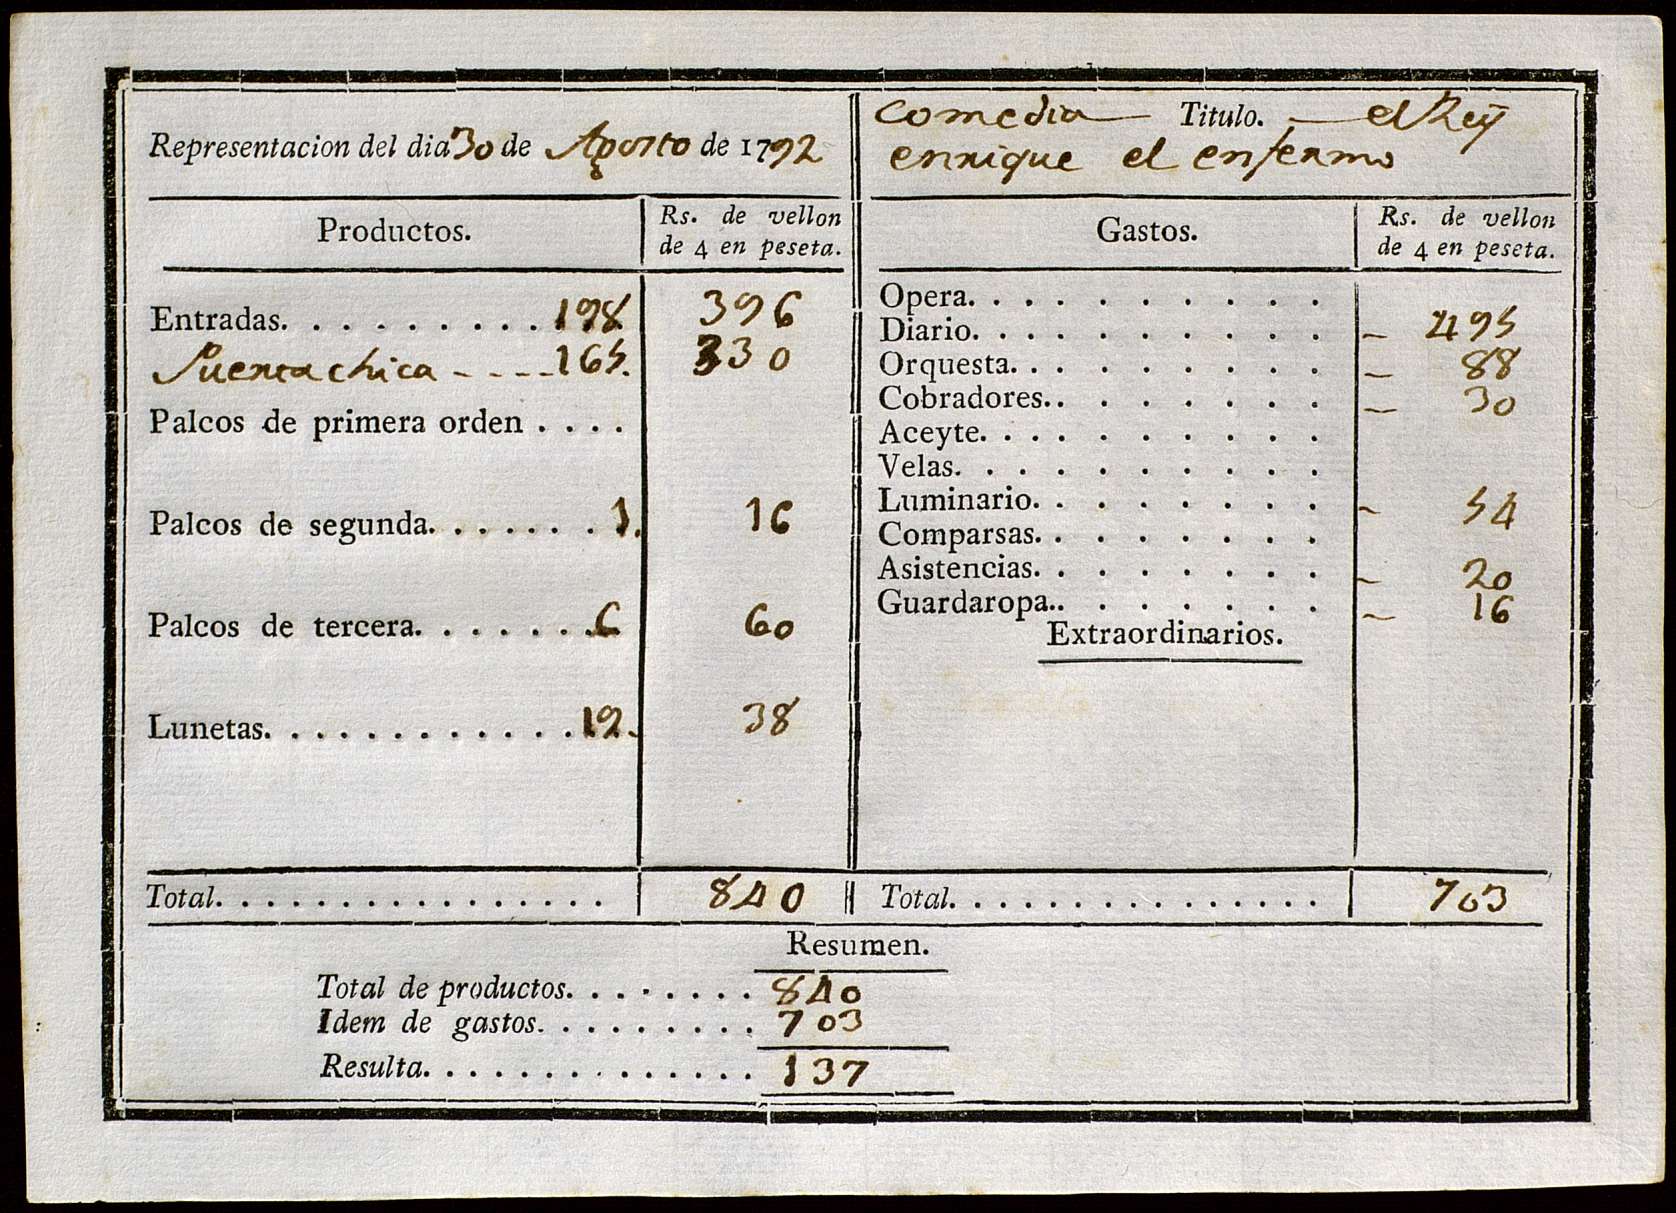 Representacion del dia 30 de Agosto de 1792
comedia — Titulo. — el Rey
enrique el enfermo
Productos.
Rs. de vellon
de 4 en peseta.
Gastos.
Rs. de vellon
de 4 en peseta.
Entradas. . . . . . . . . . 198 396
Puerta chica - - - - 165. 330
Palcos de primera orden . . . .
Palcos de segunda. . . . . . . 1. 16
Palcos de tercera. . . . . . . 6 60
Lunetas. . . . . . . . . . . . . 19. 38
Total. . . . . . . . . . . . . . . . 840
Opera. . . . . . . . . . .
Diario. . . . . . . . . . . – 495
Orquesta. . . . . . . . . . – 88
Cobradores. . . . . . . . . – 30
Aceyte. . . . . . . . . . .
Velas. . . . . . . . . . .
Luminario. . . . . . . . . – 54
Comparsas. . . . . . . . .
Asistencias. . . . . . . . . – 20
Guardaropa. . . . . . . . . – 16
Extraordinarios.
Total. . . . . . . . . . . . . . . 703
Resumen.
Total de productos. . . . . . . . 840
Idem de gastos. . . . . . . . . . 703
Resulta. . . . . . . . . . . . . . . 137